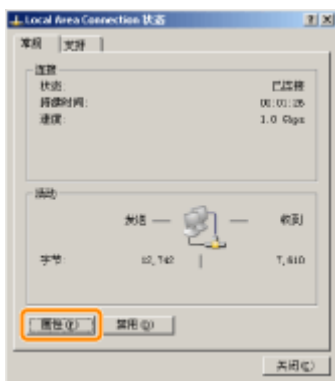 Local Area Connection 状态
常规 支持
连接
状态: 已连接
持续时间: 00:01:26
速度: 1.0 Gbps
活动
发送 — — 收到
字节: 12,742 | 7,610
属性(P) 禁用(D)
关闭(C)